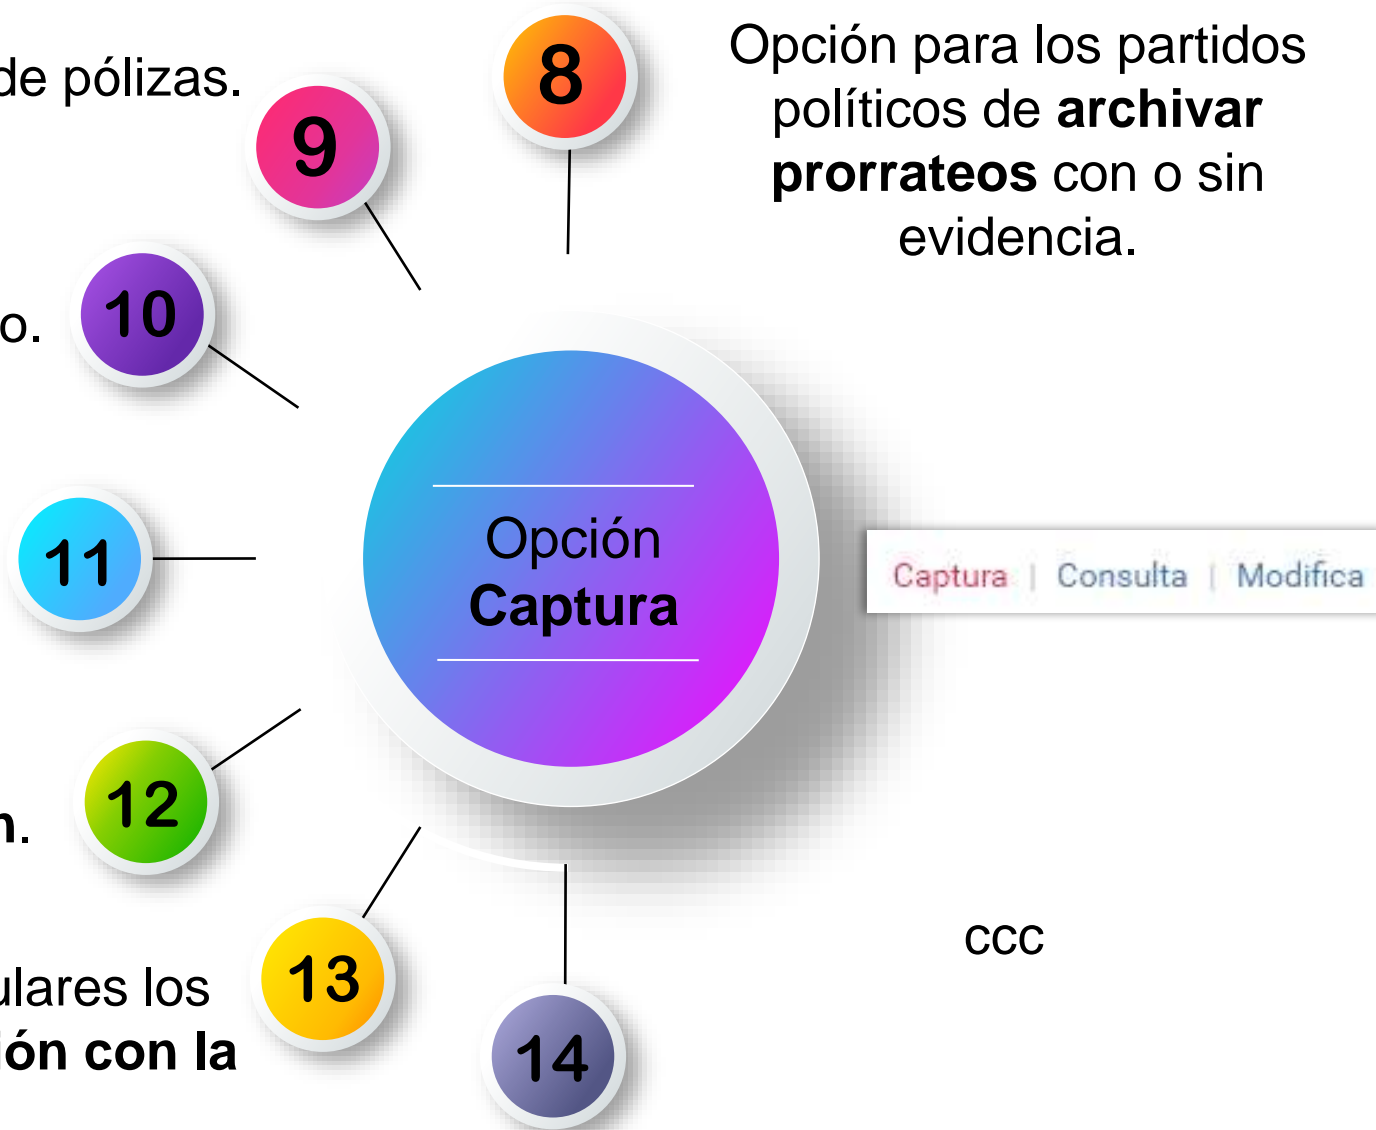 8
Opción para los partidos
políticos de archivar
prorrateos con o sin
evidencia.
de pólizas.
9
o.
10
11
Opción
Captura
Captura | Consulta | Modifica
12
n.
13
ulares los
ión con la
14
ccc